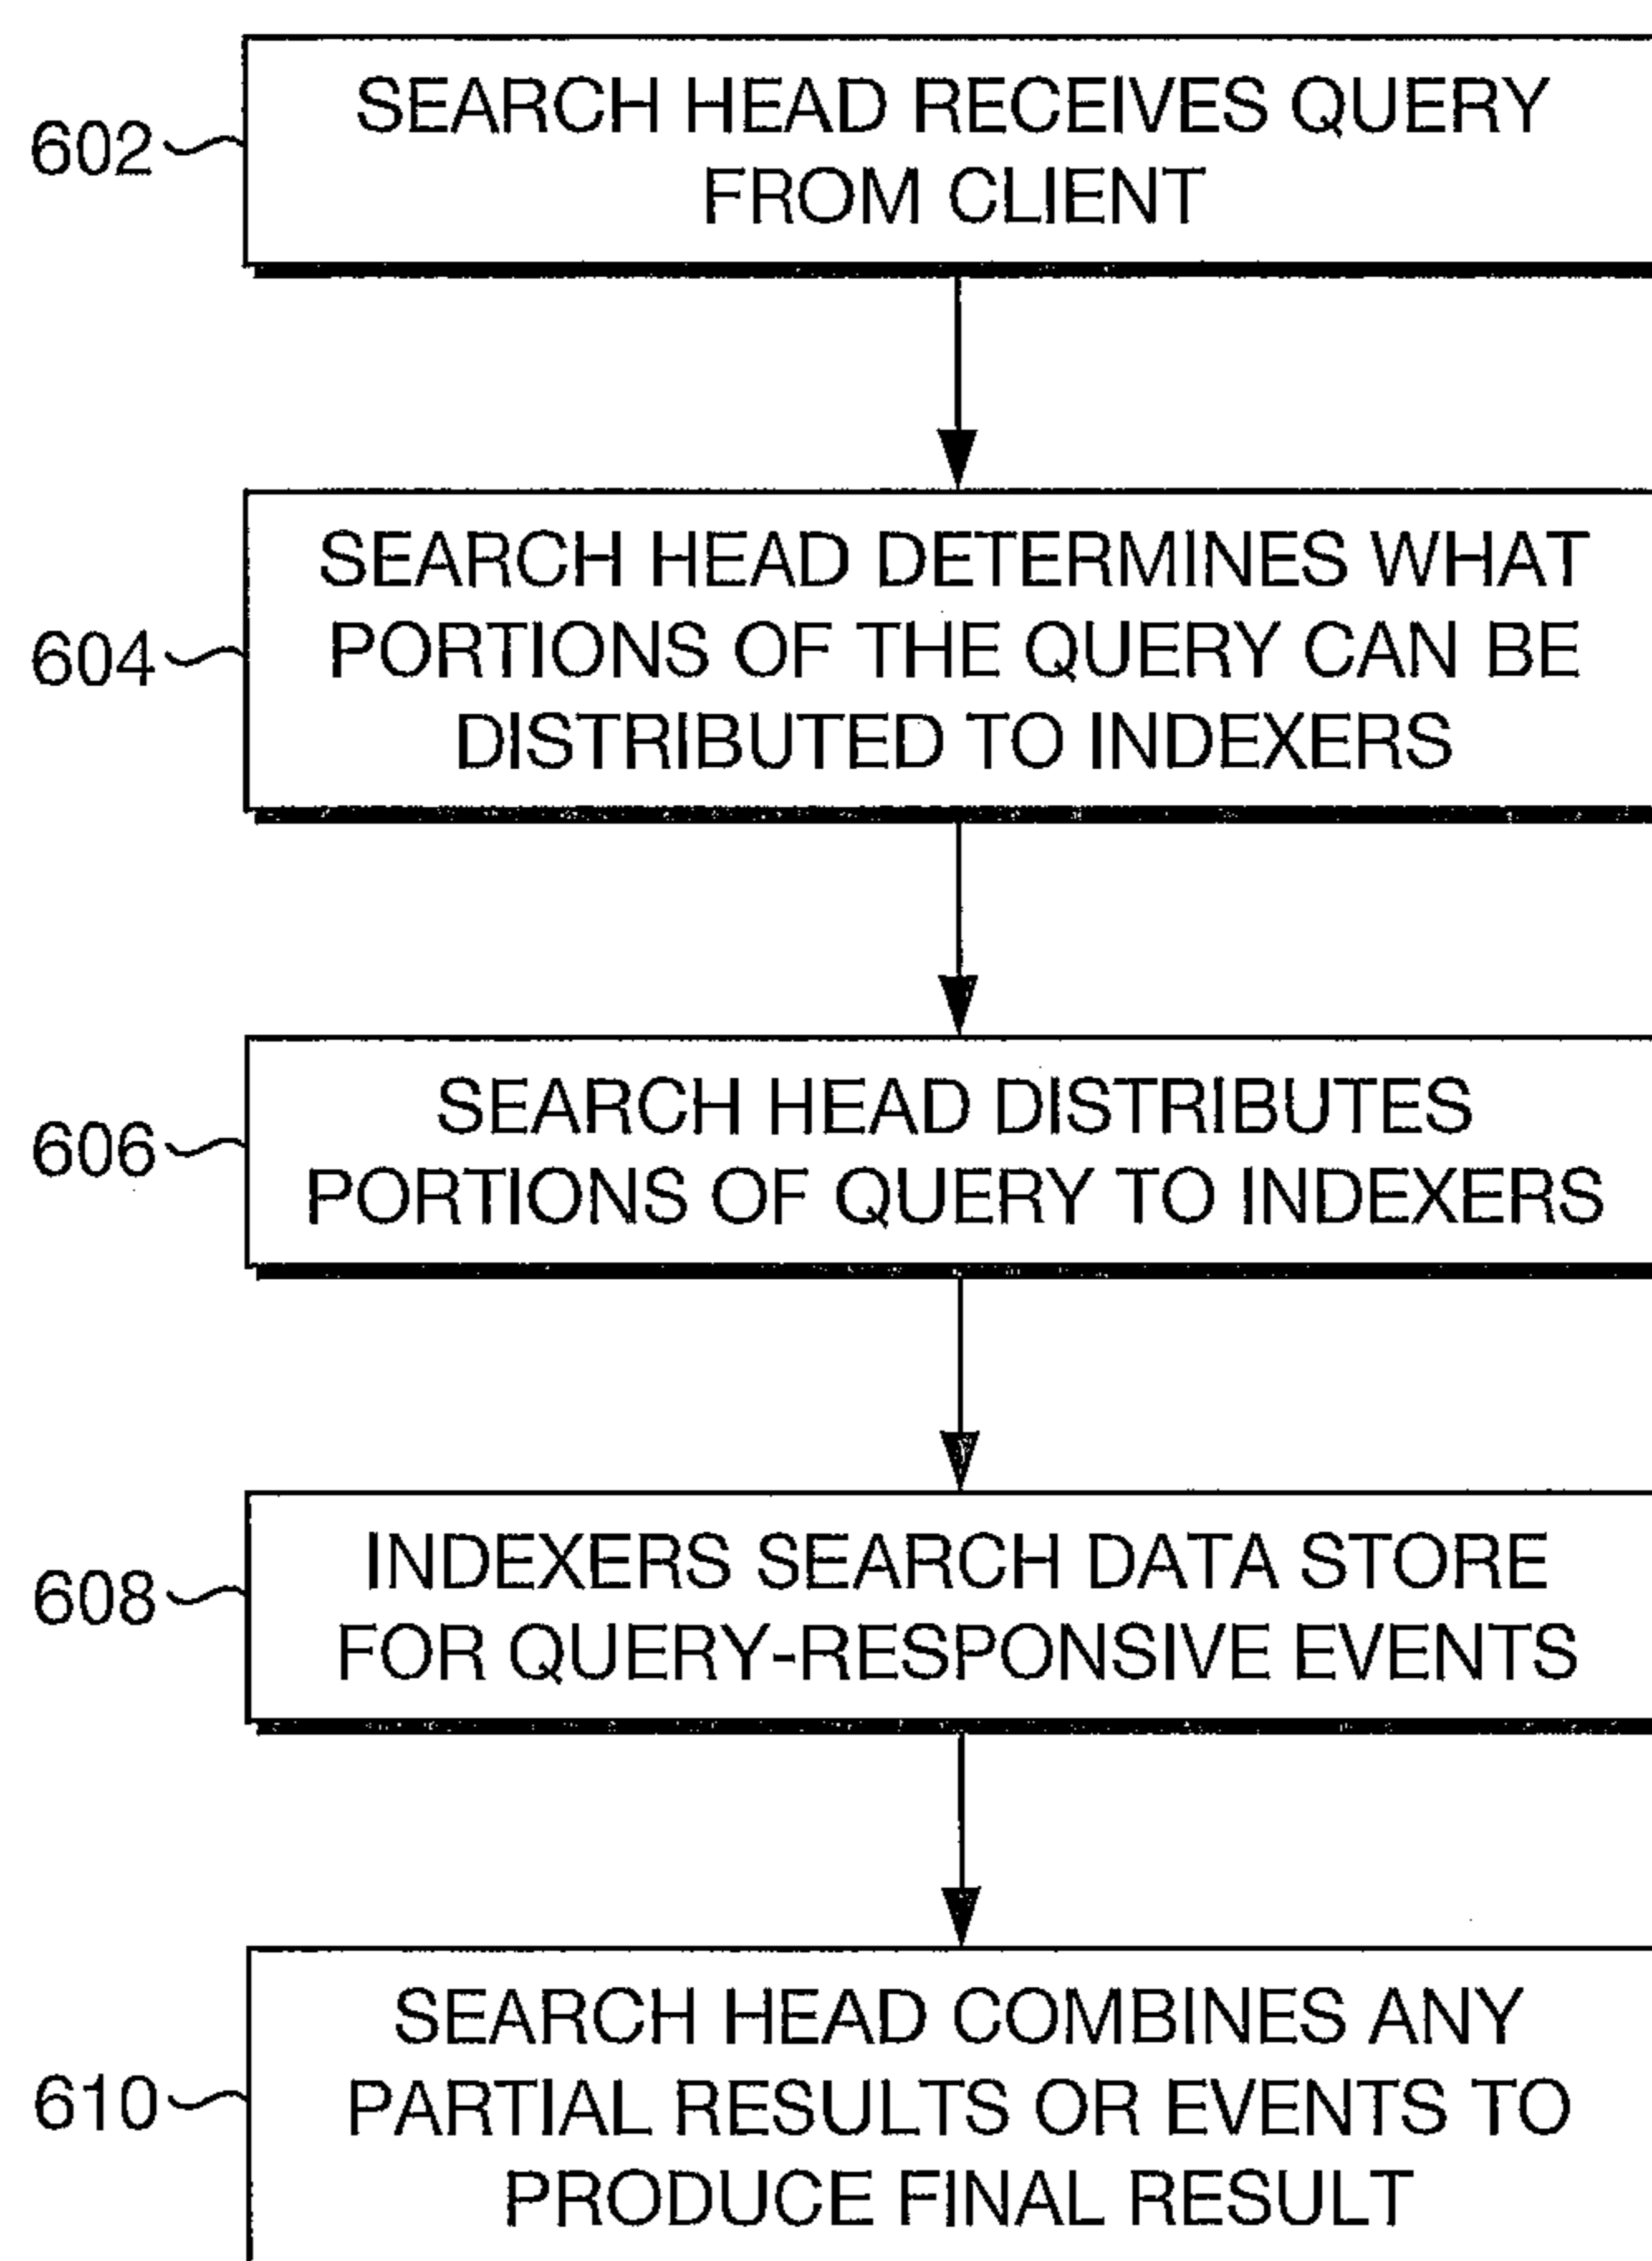 602
SEARCH HEAD RECEIVES QUERY
FROM CLIENT
604
SEARCH HEAD DETERMINES WHAT
PORTIONS OF THE QUERY CAN BE
DISTRIBUTED TO INDEXERS
606
SEARCH HEAD DISTRIBUTES
PORTIONS OF QUERY TO INDEXERS
608
INDEXERS SEARCH DATA STORE
FOR QUERY-RESPONSIVE EVENTS
610
SEARCH HEAD COMBINES ANY
PARTIAL RESULTS OR EVENTS TO
PRODUCE FINAL RESULT